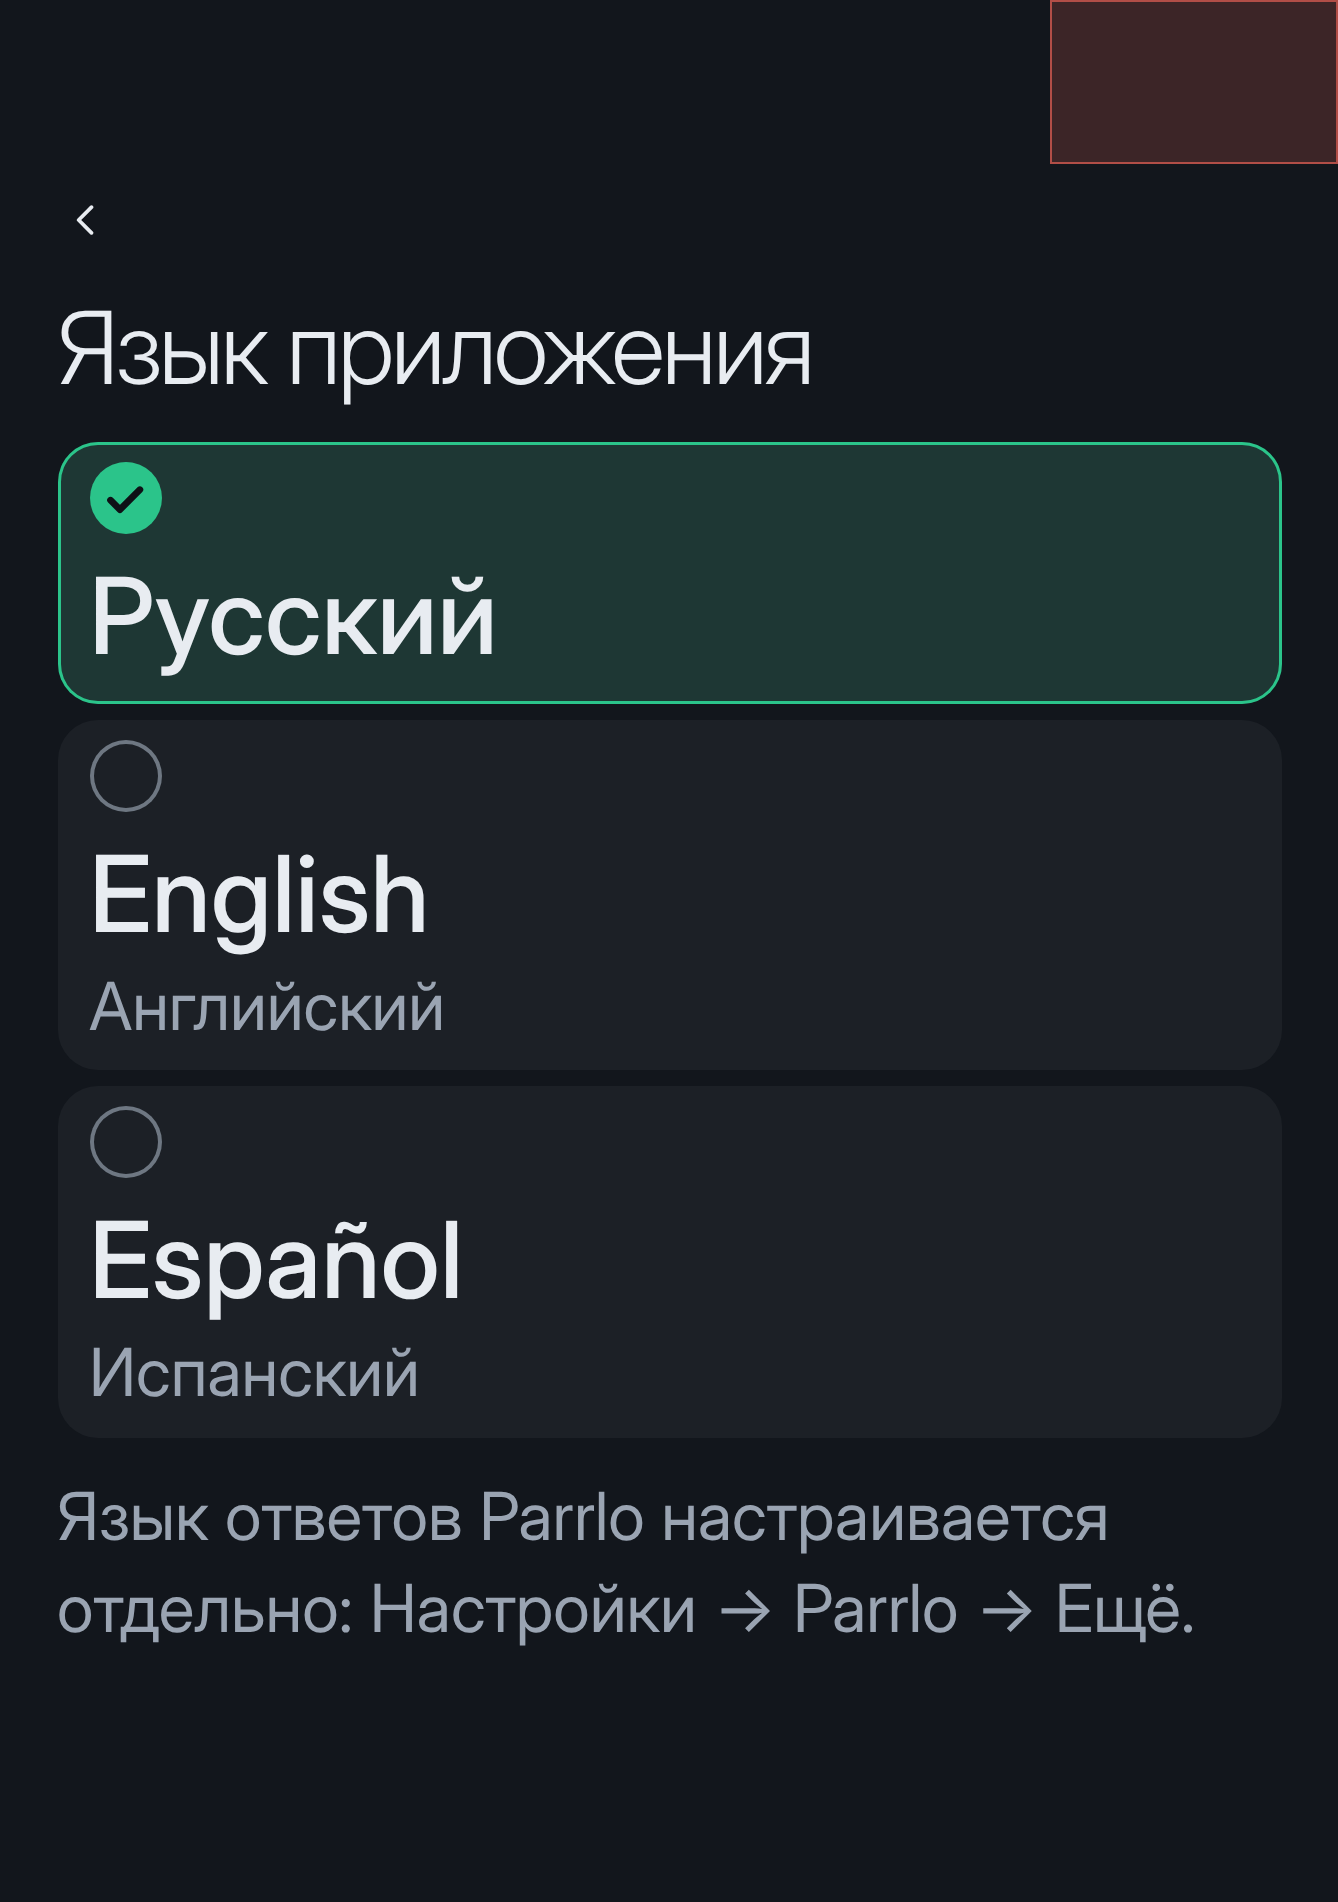 Язык приложения
Русский
English
Английский
Español
Испанский
Язык ответов Parrlo настраивается
отдельно: Настройки → Parrlo → Ещё.